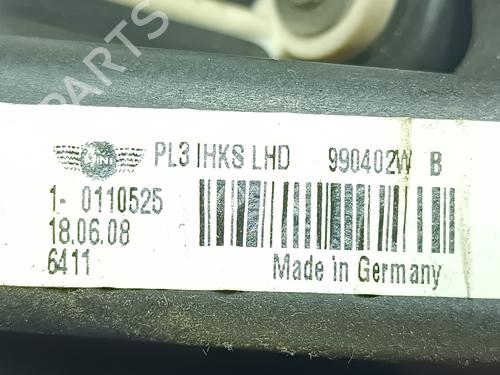 MINI PL3 IHKS LHD 990402W B
1- 0110525
18.06.08
6411 Made in Germany
B-PARTS